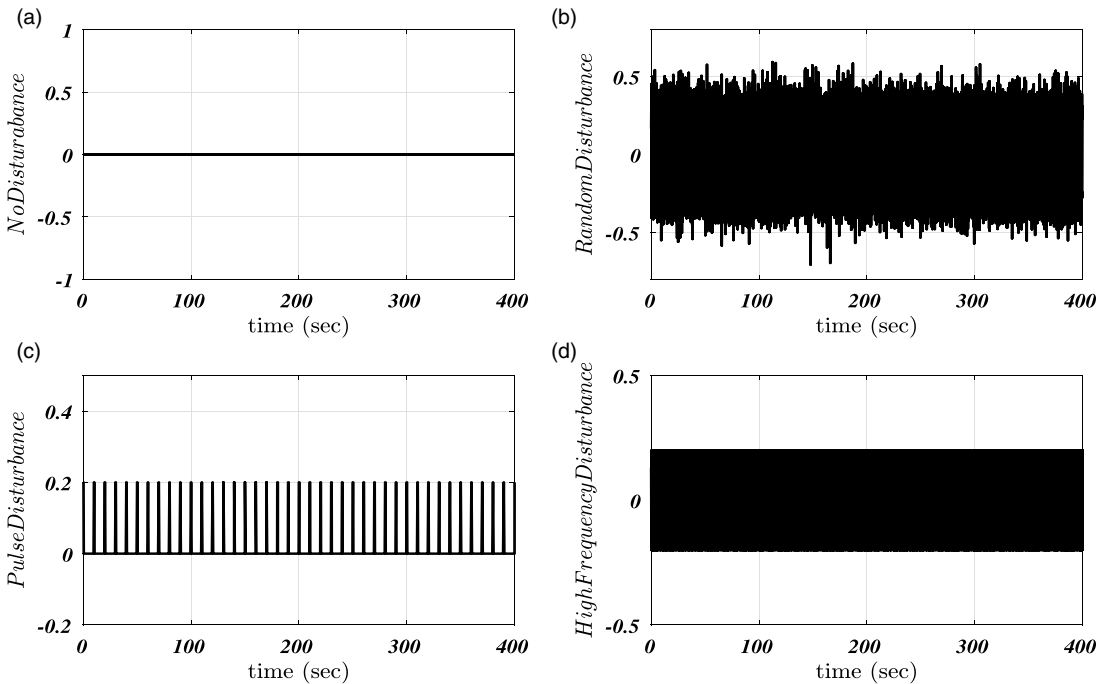 (a)
NoDisturabance
1
0.5
0
-0.5
-1
0 100 200 300 400
time (sec)
(b)
RandomDisturbance
0.5
0
-0.5
0 100 200 300 400
time (sec)
(c)
PulseDisturbance
0.4
0.2
0
-0.2
0 100 200 300 400
time (sec)
(d)
HighFrequencyDisturbance
0.5
0
-0.5
0 100 200 300 400
time (sec)